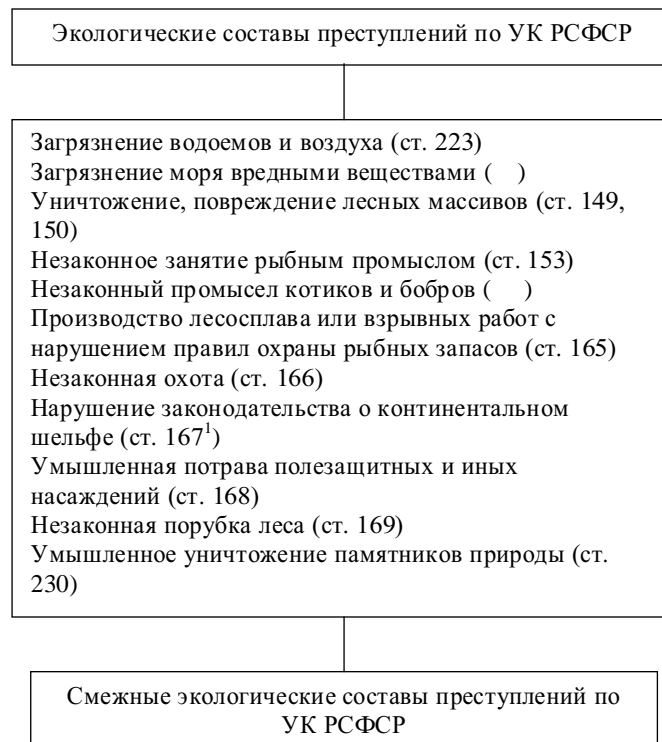 Экологические составы преступлений по УК РСФСР
Загрязнение водоемов и воздуха (ст. 223)
Загрязнение моря вредными веществами (   )
Уничтожение, повреждение лесных массивов (ст. 149,
150)
Незаконное занятие рыбным промыслом (ст. 153)
Незаконный промысел котиков и бобров (   )
Производство лесосплава или взрывных работ с
нарушением правил охраны рыбных запасов (ст. 165)
Незаконная охота (ст. 166)
Нарушение законодательства о континентальном
шельфе (ст. 167¹)
Умышленная потрава полезащитных и иных
насаждений (ст. 168)
Незаконная порубка леса (ст. 169)
Умышленное уничтожение памятников природы (ст.
230)
Смежные экологические составы преступлений по
УК РСФСР